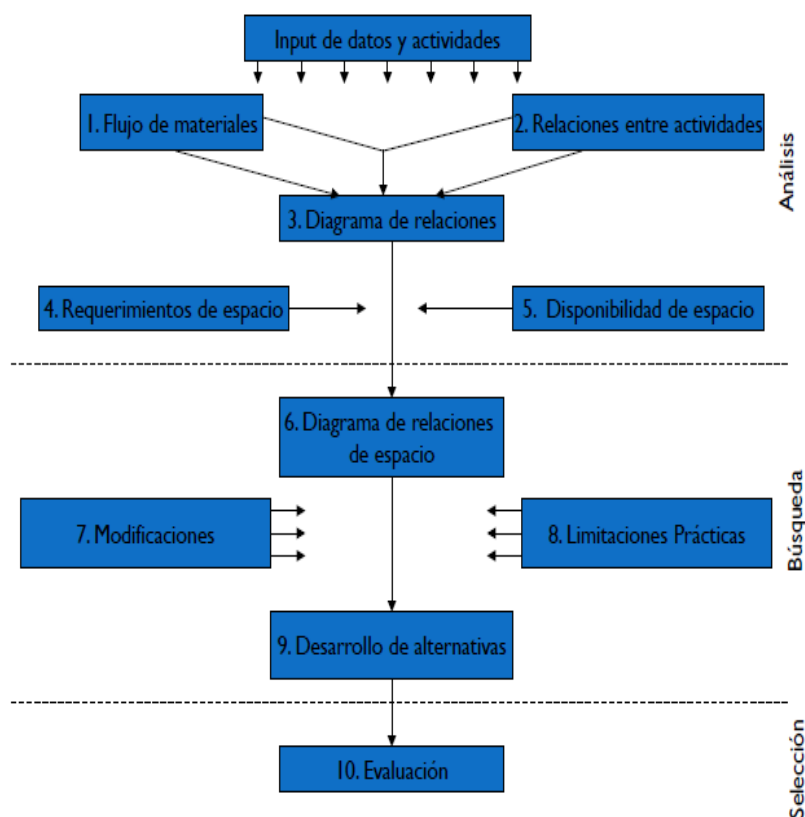 Input de datos y actividades
1. Flujo de materiales
2. Relaciones entre actividades
Análisis
3. Diagrama de relaciones
4. Requerimientos de espacio
5. Disponibilidad de espacio
6. Diagrama de relaciones
de espacio
7. Modificaciones
8. Limitaciones Prácticas
Búsqueda
9. Desarrollo de alternativas
10. Evaluación
Selección